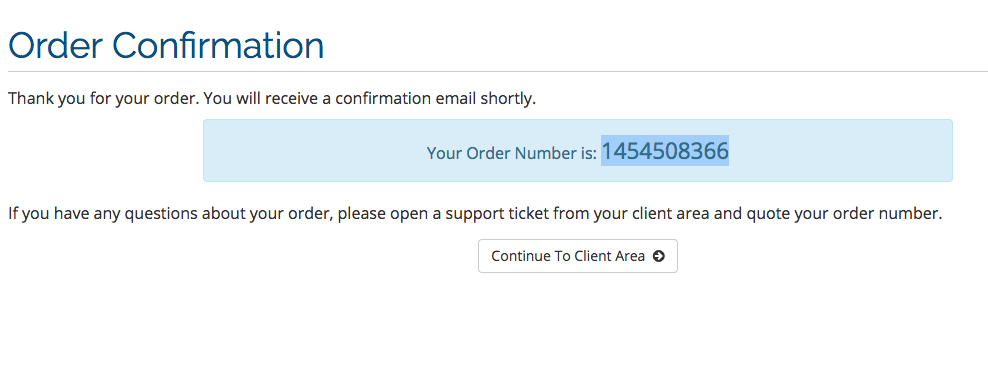 Order Confirmation
Thank you for your order. You will receive a confirmation email shortly.
Your Order Number is: 1454508366
If you have any questions about your order, please open a support ticket from your client area and quote your order number.
Continue To Client Area